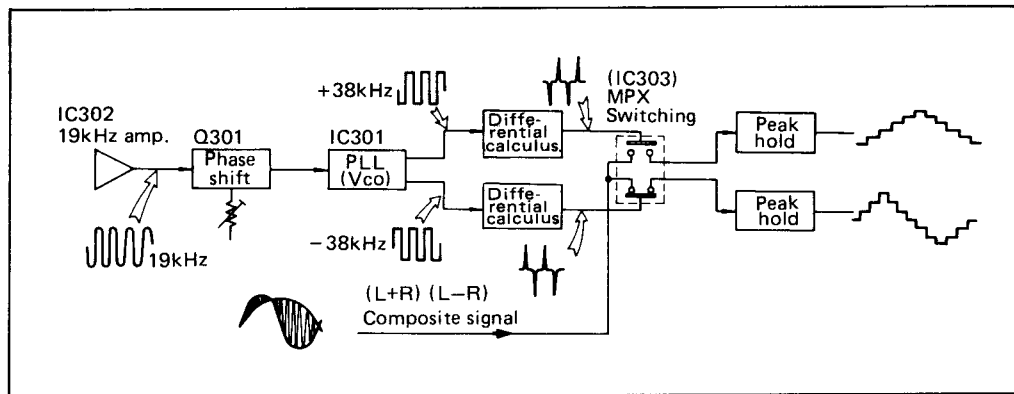 IC302
19kHz amp.
Q301
Phase
shift
19kHz
IC301
PLL
(Vco)
+38kHz
−38kHz
Diffe-
rential
calculus.
Diffe-
rential
calculus
(IC303)
MPX
Switching
Peak
hold
Peak
hold
(L+R) (L−R)
Composite signal